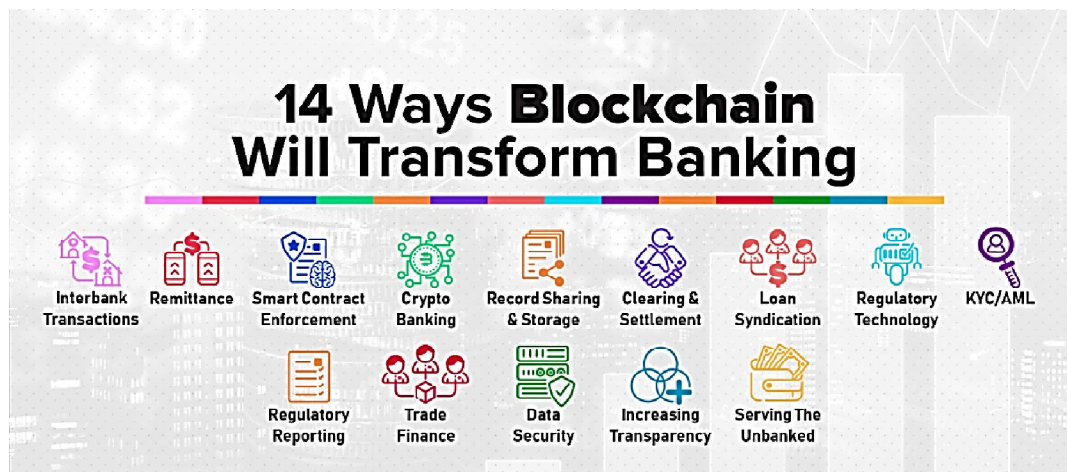 14 Ways Blockchain
Will Transform Banking
Interbank
Transactions
Remittance
Smart Contract
Enforcement
Crypto
Banking
Record Sharing
& Storage
Clearing &
Settlement
Loan
Syndication
Regulatory
Technology
KYC/AML
Regulatory
Reporting
Trade
Finance
Data
Security
Increasing
Transparency
Serving The
Unbanked